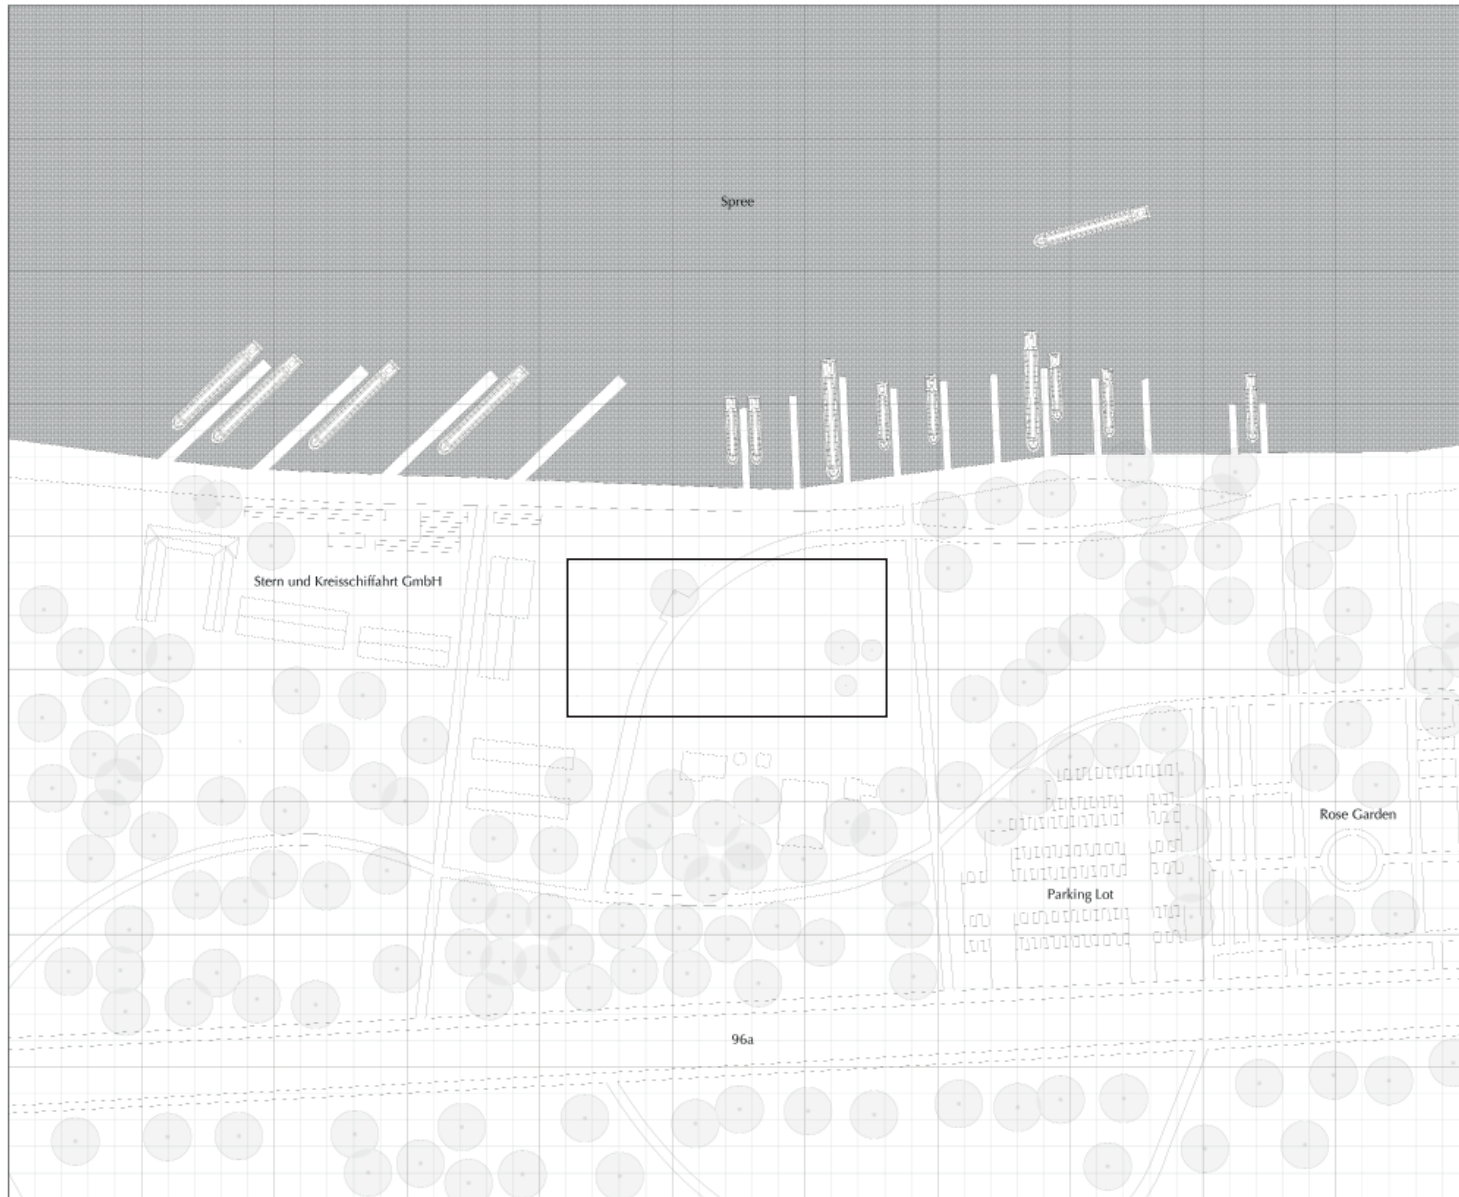 Spree
Stern und Kreisschiffahrt GmbH
Rose Garden
Parking Lot
96a